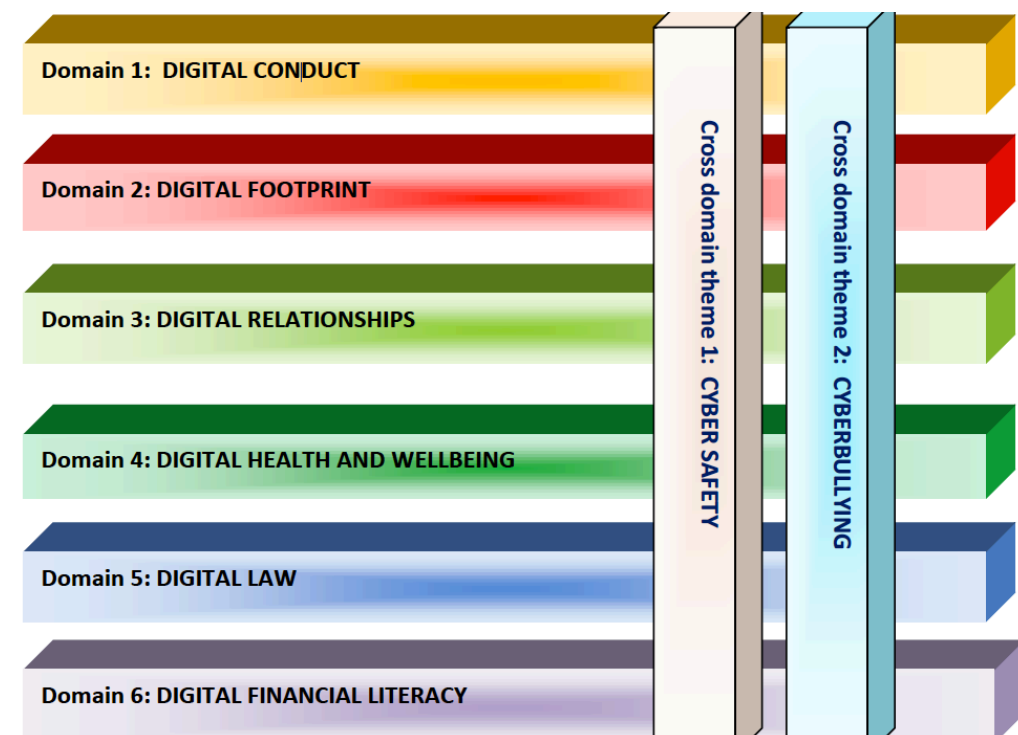 Domain 1: DIGITAL CONDUCT
Domain 2: DIGITAL FOOTPRINT
Domain 3: DIGITAL RELATIONSHIPS
Domain 4: DIGITAL HEALTH AND WELLBEING
Domain 5: DIGITAL LAW
Domain 6: DIGITAL FINANCIAL LITERACY
Cross domain theme 1: CYBER SAFETY
Cross domain theme 2: CYBERBULLYING